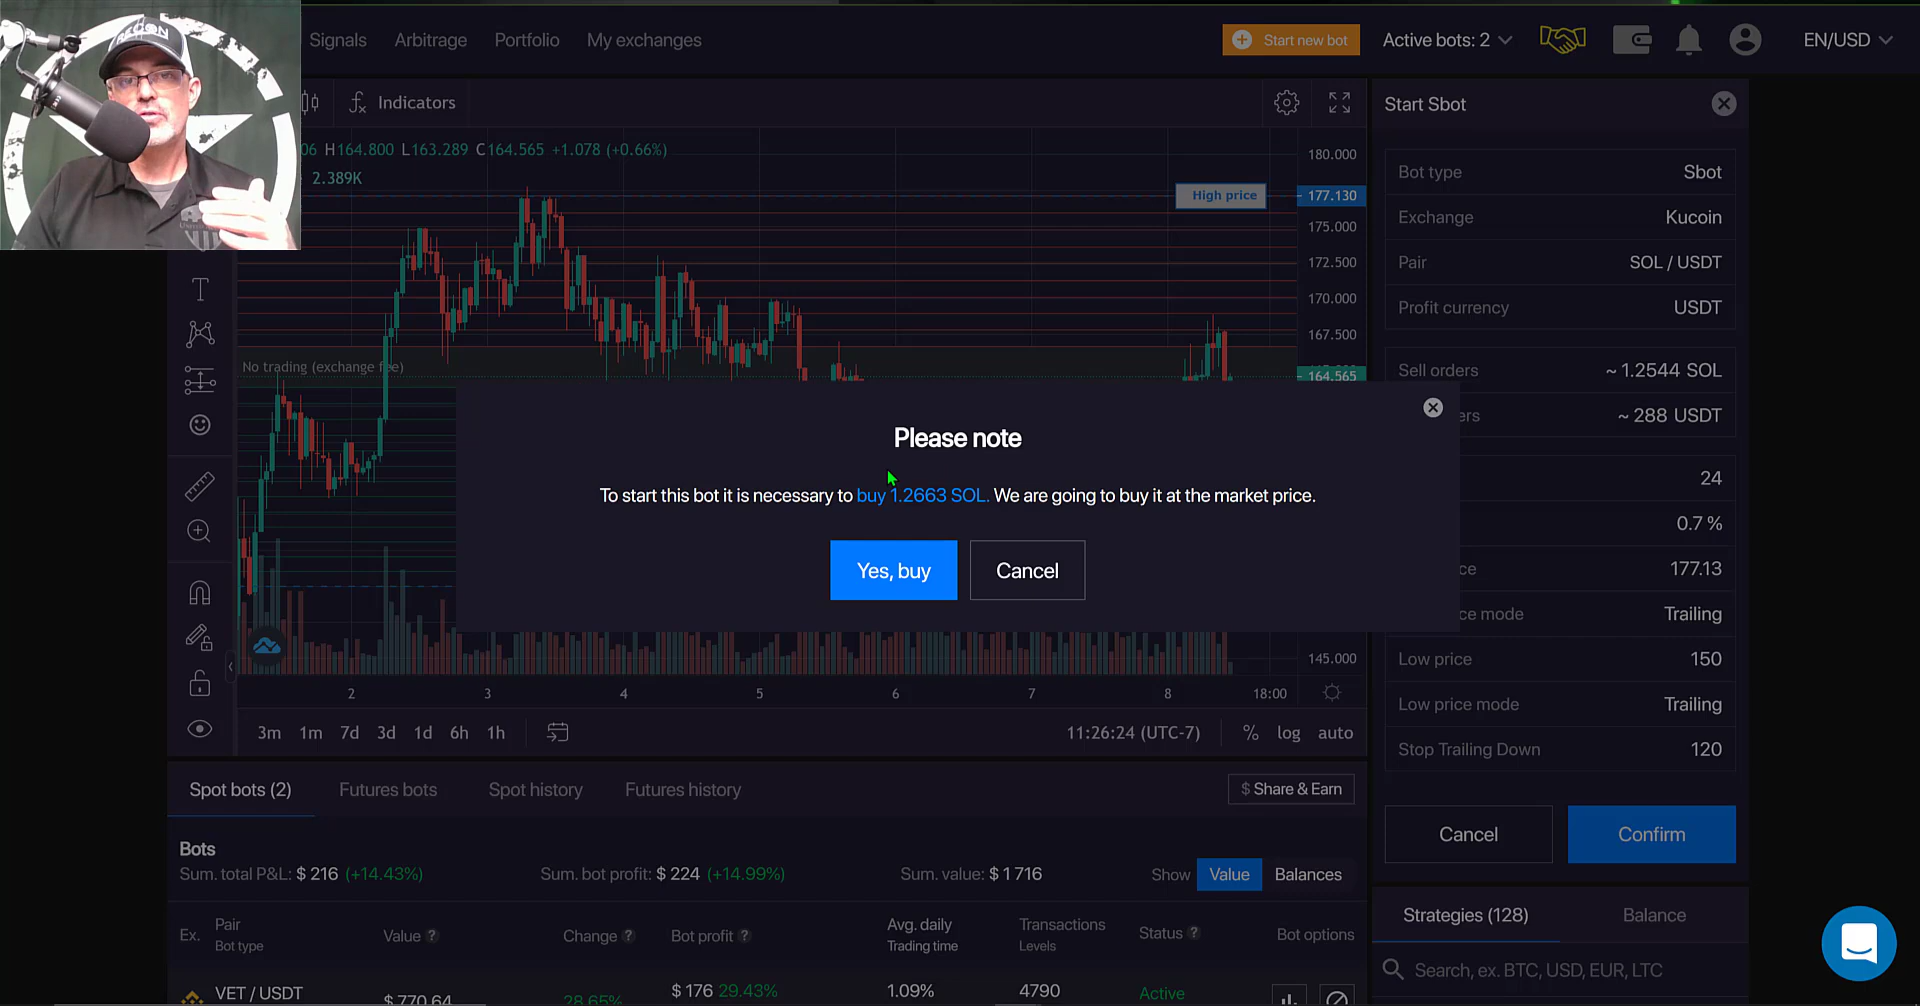 RECON
Signals
Arbitrage
Portfolio
My exchanges
Start new bot
Active bots: 2
EN/USD
Indicators
06 H164.800 L163.289 C164.565 +1.078 (+0.66%)
2.389K
180.000
High price
177.130
175.000
172.500
170.000
167.500
No trading (exchange fee)
164.565
145.000
2
3
4
5
6
7
8
18:00
3m
1m
7d
3d
1d
6h
1h
11:26:24 (UTC-7)
%
log
auto
Start Sbot
Bot type
Sbot
Exchange
Kucoin
Pair
SOL / USDT
Profit currency
USDT
Sell orders
~ 1.2544 SOL
ers
~ 288 USDT
24
0.7 %
ce
177.13
ce mode
Trailing
Low price
150
Low price mode
Trailing
Stop Trailing Down
120
Cancel
Confirm
Please note
To start this bot it is necessary to buy 1.2663 SOL. We are going to buy it at the market price.
Yes, buy
Cancel
Spot bots (2)
Futures bots
Spot history
Futures history
$ Share & Earn
Bots
Sum. total P&L: $ 216 (+14.43%)
Sum. bot profit: $ 224 (+14.99%)
Sum. value: $ 1 716
Show
Value
Balances
Ex.
Pair
Bot type
Value ?
Change ?
Bot profit ?
Avg. daily
Trading time
Transactions
Levels
Status ?
Bot options
VET / USDT
$ 770.64
28.65%
$ 176 29.43%
1.09%
4790
Active
Strategies (128)
Balance
Search, ex. BTC, USD, EUR, LTC